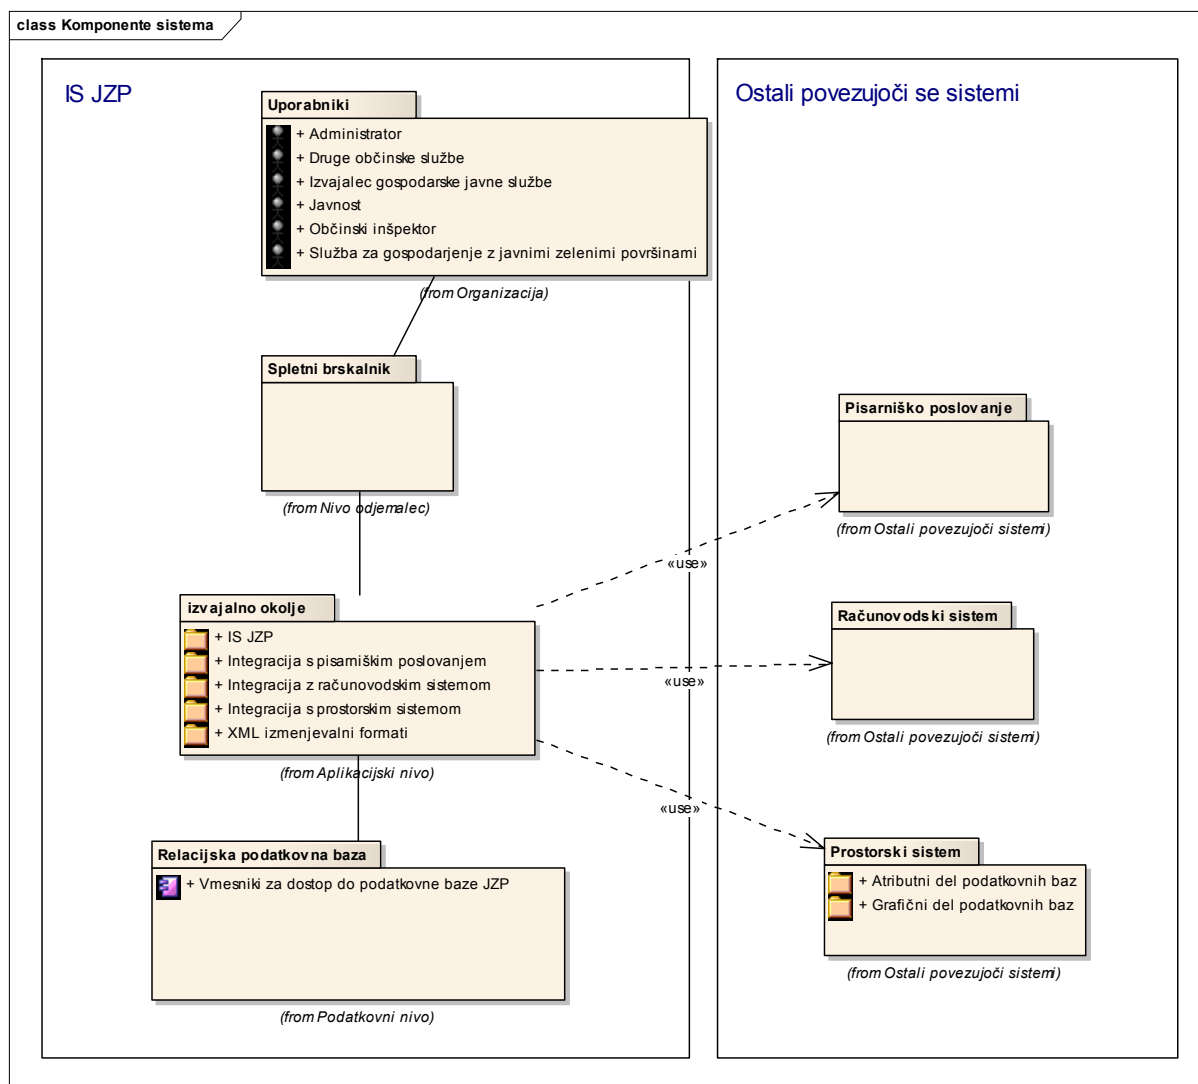 class Komponente sistema
IS JZP
Uporabniki
+ Administrator
+ Druge občinske službe
+ Izvajalec gospodarske javne službe
+ Javnost
+ Občinski inšpektor
+ Služba za gospodarjenje z javnimi zelenimi površinami
(from Organizacija)
Spletni brskalnik
(from Nivo odjemalec)
izvajalno okolje
+ IS JZP
+ Integracija s pisarniškim poslovanjem
+ Integracija z računovodskim sistemom
+ Integracija s prostorskim sistemom
+ XML izmenjevalni formati
(from Aplikacijski nivo)
Relacijska podatkovna baza
+ Vmesniki za dostop do podatkovne baze JZP
(from Podatkovni nivo)
«use»
«use»
«use»
Ostali povezujoči se sistemi
Pisarniško poslovanje
(from Ostali povezujoči sistemi)
Računovodski sistem
(from Ostali povezujoči sistemi)
Prostorski sistem
+ Atributni del podatkovnih baz
+ Grafični del podatkovnih baz
(from Ostali povezujoči sistemi)